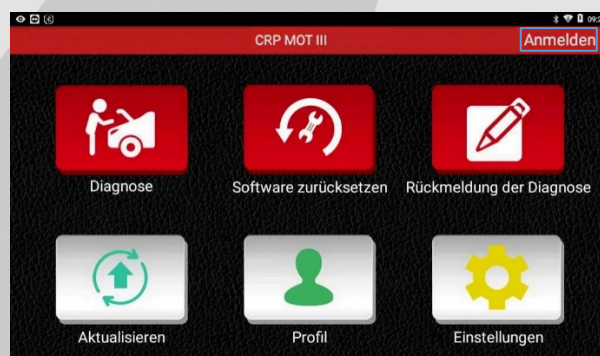 CRP MOT III
Anmelden
Diagnose
Software zurücksetzen
Rückmeldung der Diagnose
Aktualisieren
Profil
Einstellungen